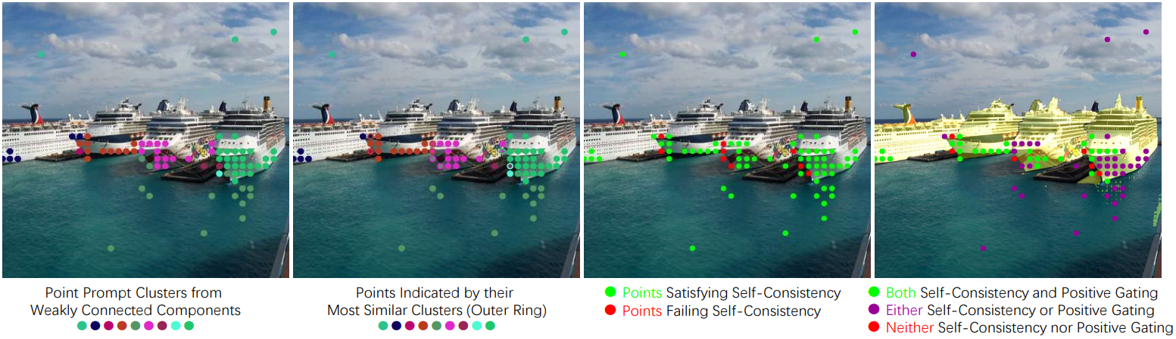 Point Prompt Clusters from
Weakly Connected Components
Points Indicated by their
Most Similar Clusters (Outer Ring)
Points Satisfying Self-Consistency
Points Failing Self-Consistency
Both Self-Consistency and Positive Gating
Either Self-Consistency or Positive Gating
Neither Self-Consistency nor Positive Gating